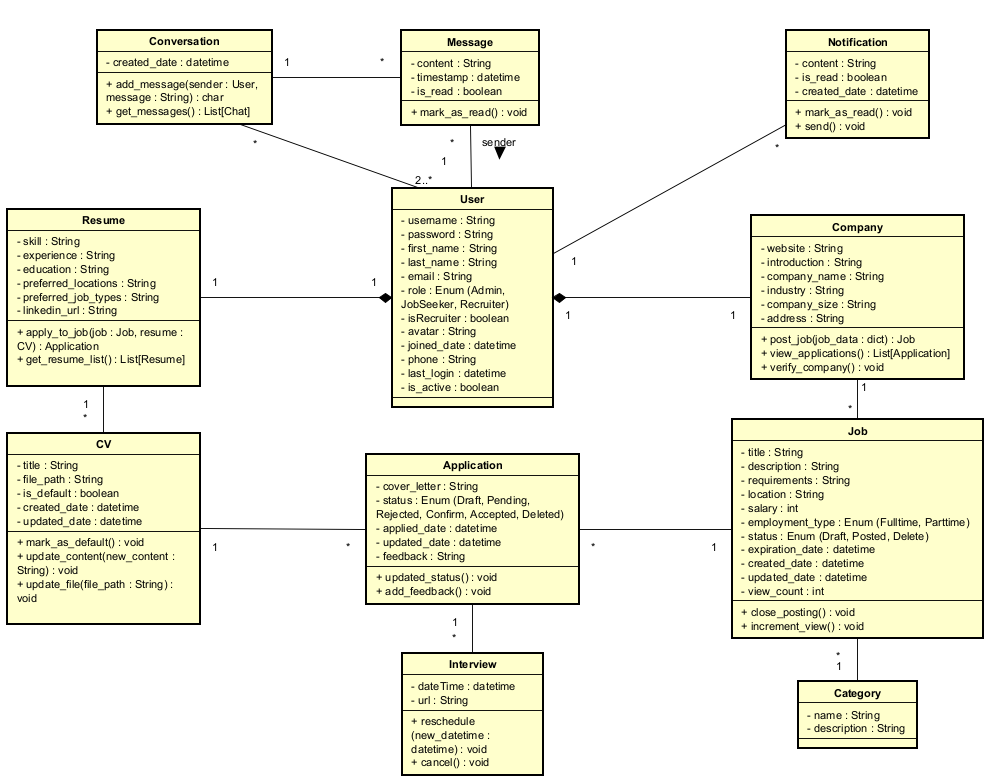 Conversation
- created_date : datetime
+ add_message(sender : User,
message : String) : char
+ get_messages() : List[Chat]
1
*
Message
- content : String
- timestamp : datetime
- is_read : boolean
+ mark_as_read() : void
Notification
- content : String
- is_read : boolean
- created_date : datetime
+ mark_as_read() : void
+ send() : void
*
*
sender
1
2..*
*
User
- username : String
- password : String
- first_name : String
- last_name : String
- email : String
- role : Enum (Admin,
JobSeeker, Recruiter)
- isRecruiter : boolean
- avatar : String
- joined_date : datetime
- phone : String
- last_login : datetime
- is_active : boolean
1
Resume
- skill : String
- experience : String
- education : String
- preferred_locations : String
- preferred_job_types : String
- linkedin_url : String
+ apply_to_job(job : Job, resume :
CV) : Application
+ get_resume_list() : List[Resume]
1
1
Company
- website : String
- introduction : String
- company_name : String
- industry : String
- company_size : String
- address : String
+ post_job(job_data : dict) : Job
+ view_applications() : List[Application]
+ verify_company() : void
1
1
1
*
1
*
CV
- title : String
- file_path : String
- is_default : boolean
- created_date : datetime
- updated_date : datetime
+ mark_as_default() : void
+ update_content(new_content :
String) : void
+ update_file(file_path : String) :
void
1
*
Application
- cover_letter : String
- status : Enum (Draft, Pending,
Rejected, Confirm, Accepted, Deleted)
- applied_date : datetime
- updated_date : datetime
- feedback : String
+ updated_status() : void
+ add_feedback() : void
*
1
Job
- title : String
- description : String
- requirements : String
- location : String
- salary : int
- employment_type : Enum (Fulltime, Parttime)
- status : Enum (Draft, Posted, Delete)
- expiration_date : datetime
- created_date : datetime
- updated_date : datetime
- view_count : int
+ close_posting() : void
+ increment_view() : void
1
*
Interview
- dateTime : datetime
- url : String
+ reschedule
(new_datetime :
datetime) : void
+ cancel() : void
*
1
Category
- name : String
- description : String